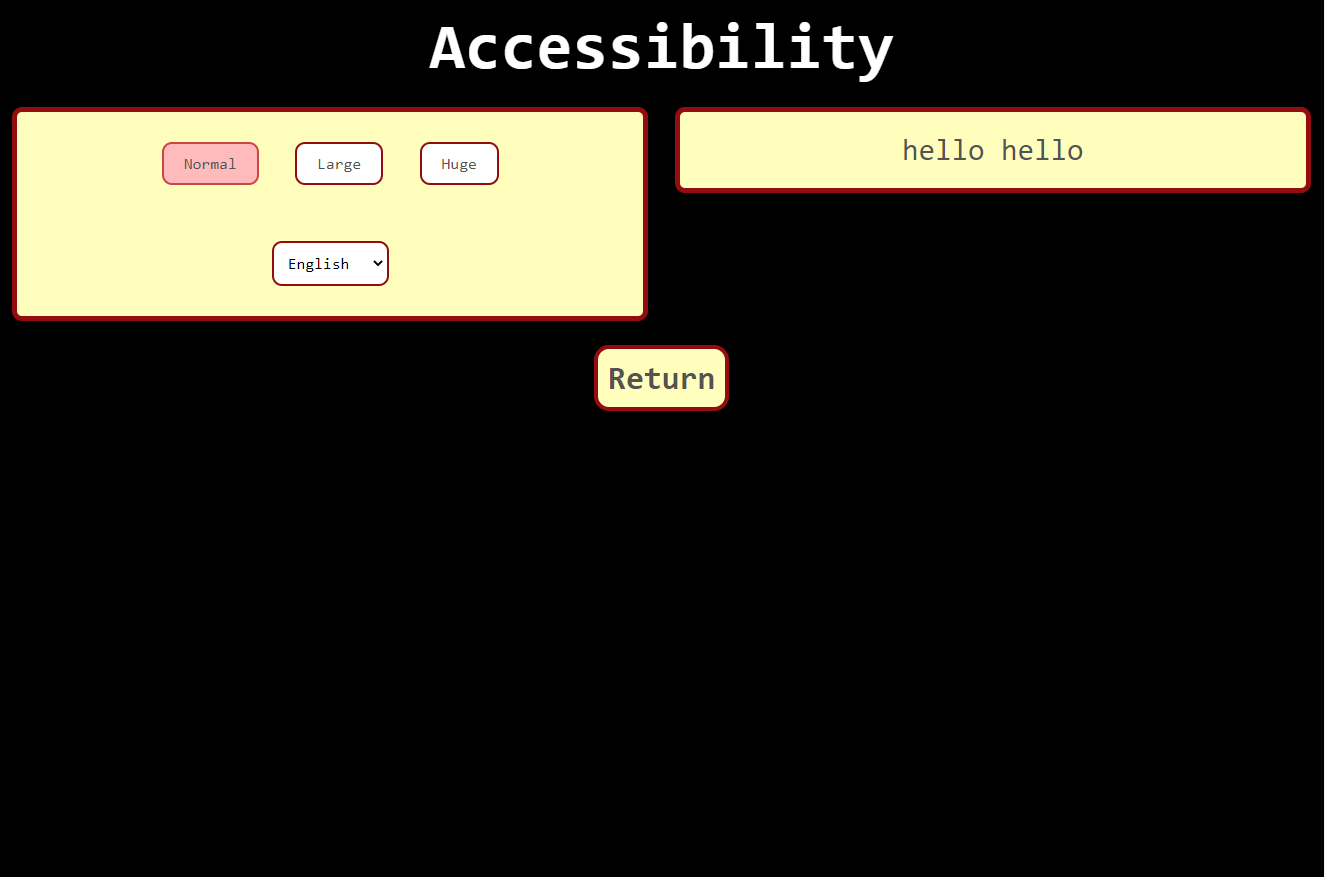 Accessibility
Normal Large Huge
English
hello hello
Return